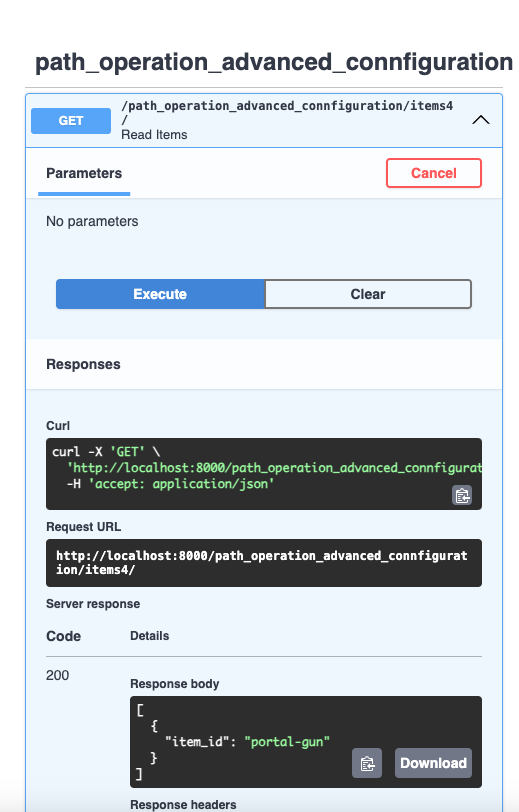 path_operation_advanced_connfiguration
GET
/path_operation_advanced_connfiguration/items4
/
Read Items
Parameters
Cancel
No parameters
Execute
Clear
Responses
Curl
curl -X 'GET' \
'http://localhost:8000/path_operation_advanced_connfigurat
-H 'accept: application/json'
Request URL
http://localhost:8000/path_operation_advanced_connfigurat
ion/items4/
Server response
Code Details
200
Response body
[
{
"item_id": "portal-gun"
}
]
Download
Response headers